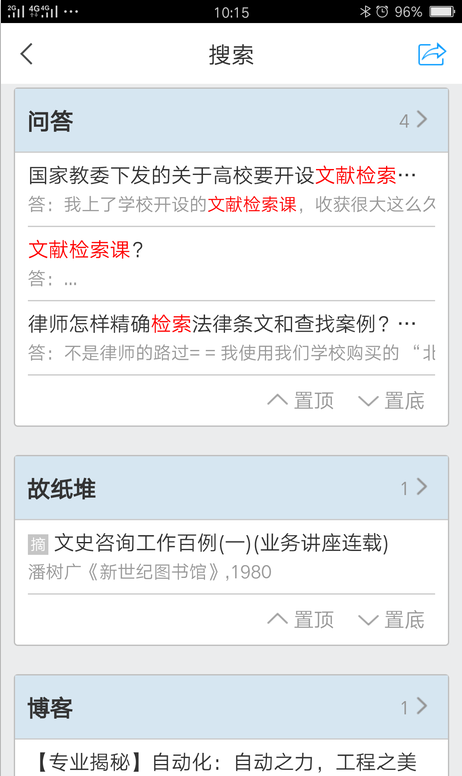 2G 4G4G ··· 10:15 96%
搜索
问答 4
国家教委下发的关于高校要开设文献检索···
答：我上了学校开设的文献检索课，收获很大这么久
文献检索课？
答：...
律师怎样精确检索法律条文和查找案例？···
答：不是律师的路过= = 我使用我们学校购买的“北
置顶 置底
故纸堆 1
摘 文史咨询工作百例(一)(业务讲座连载)
潘树广《新世纪图书馆》,1980
置顶 置底
博客 1
【专业揭秘】自动化：自动之力，工程之美